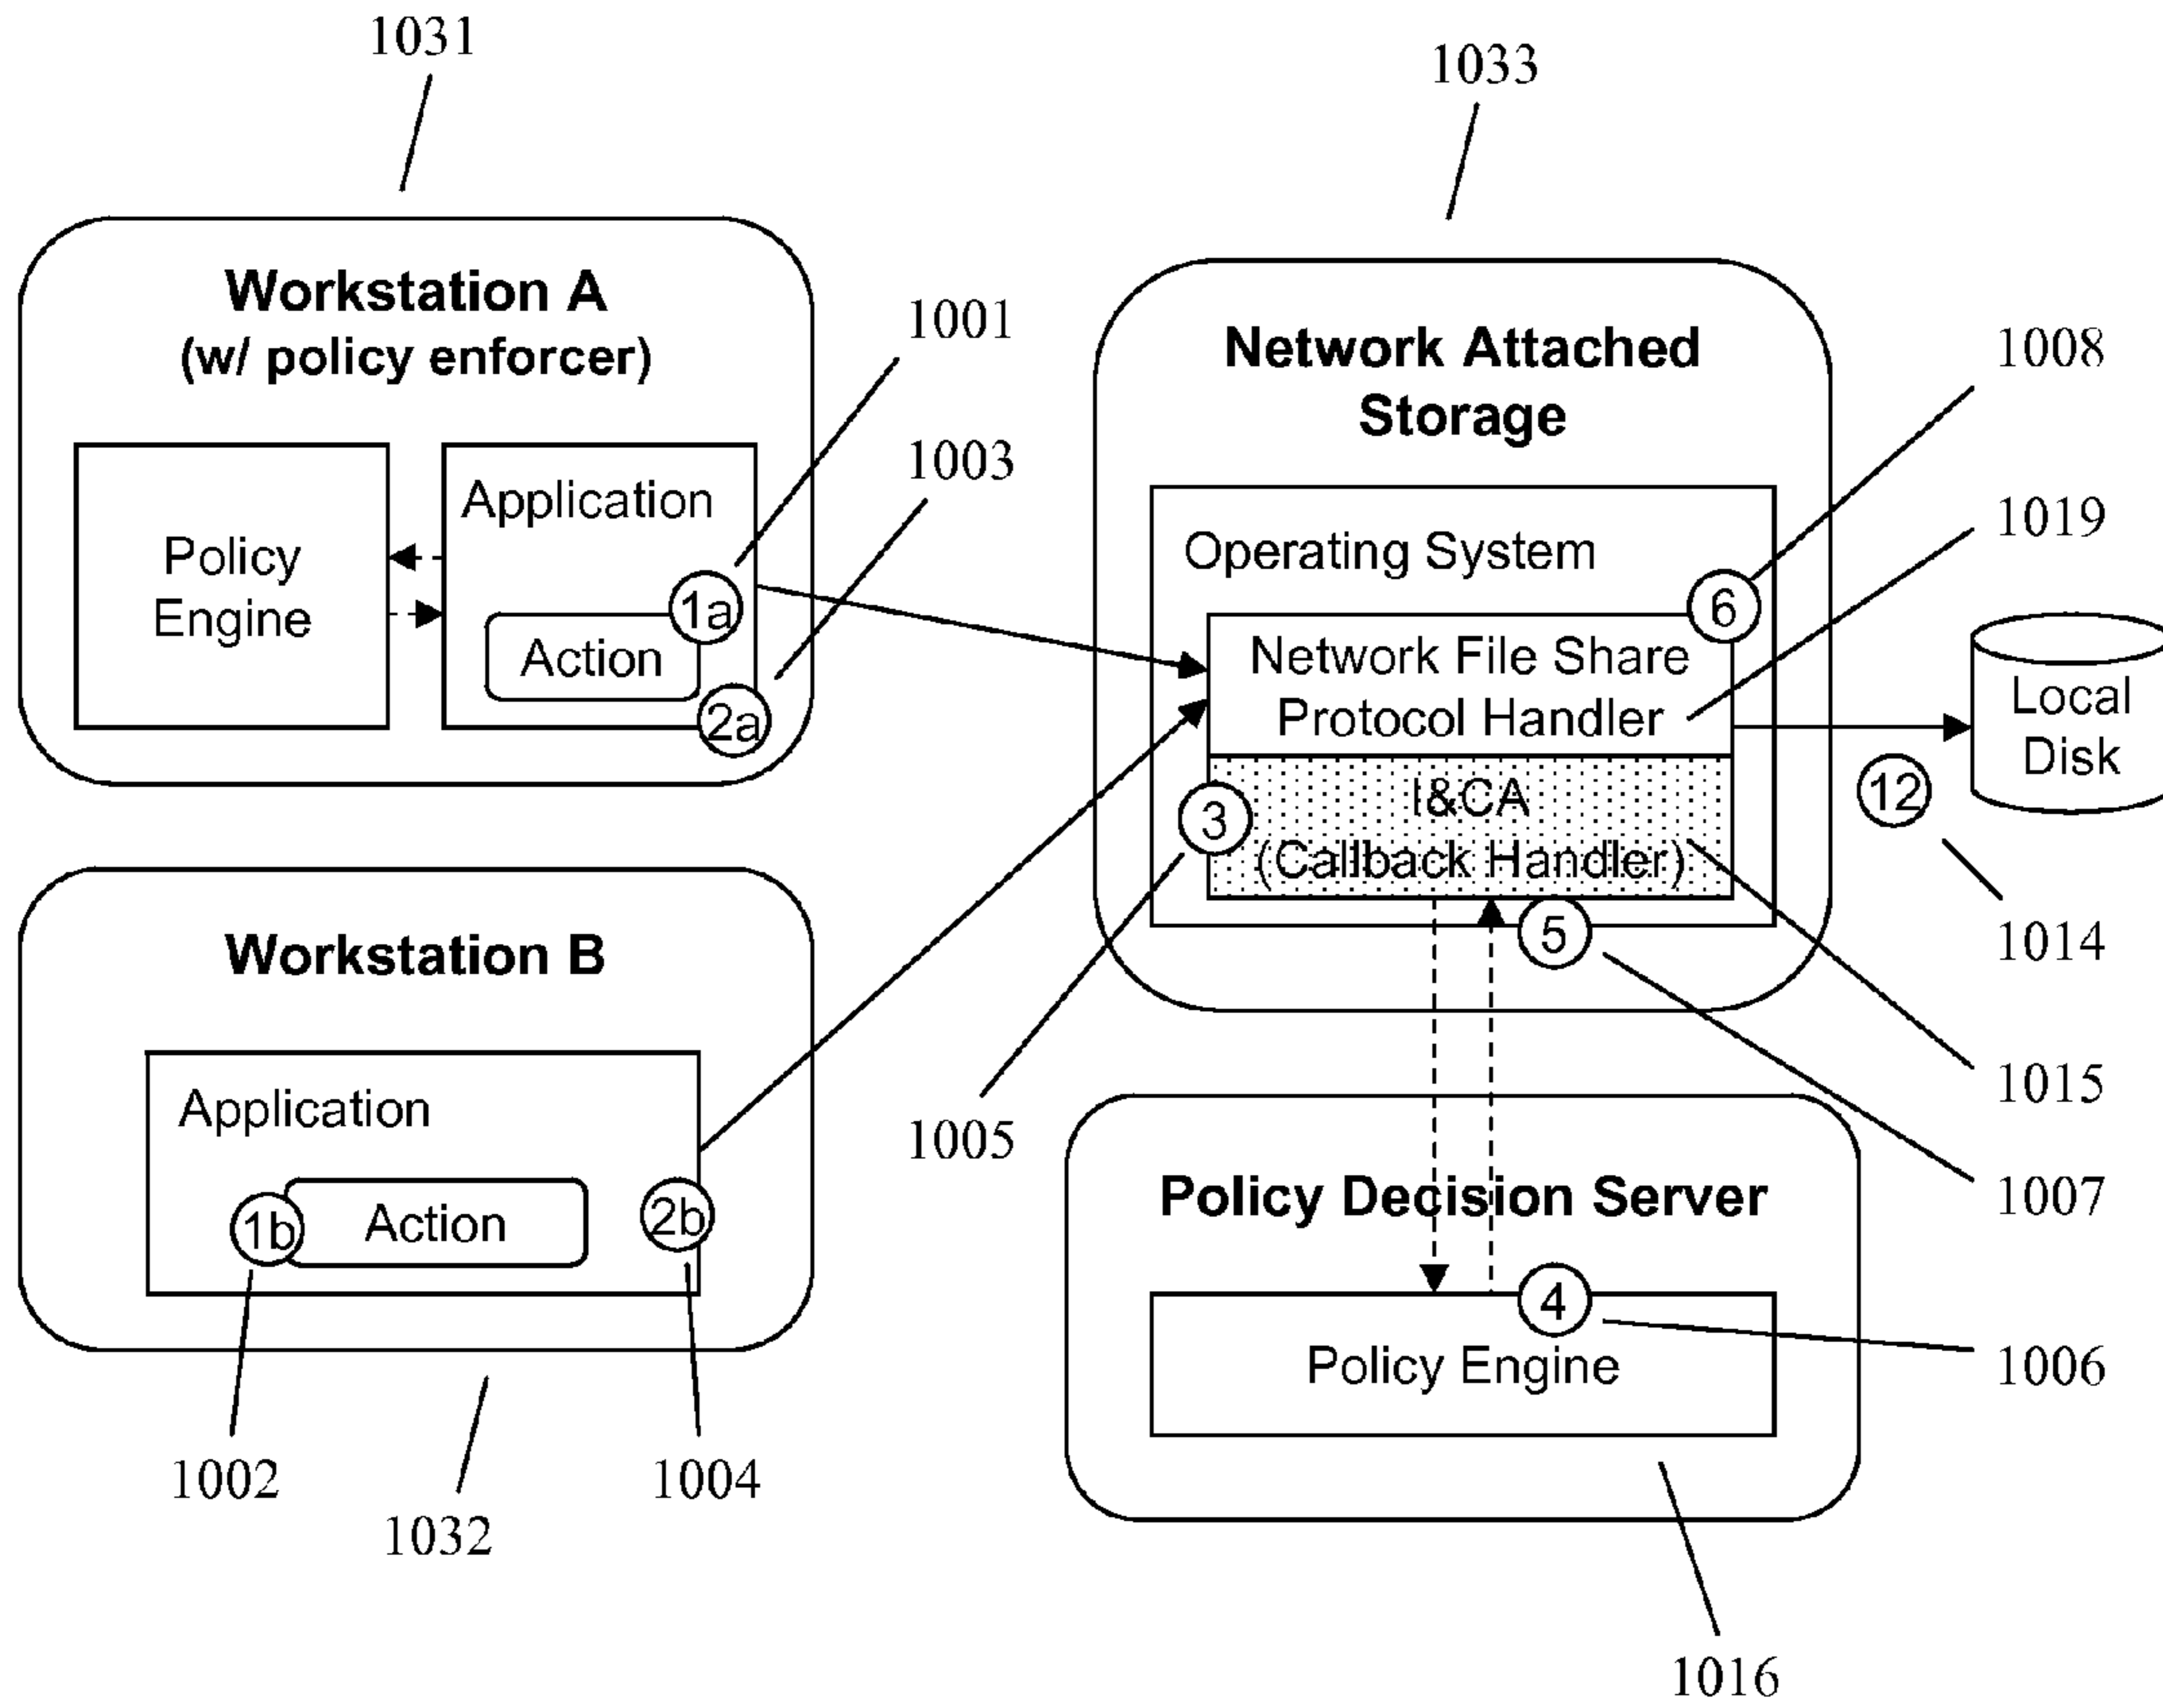 1031
1033
Workstation A
(w/ policy enforcer)
Policy
Engine
Application
1a
Action
2a
1001
1003
Network Attached
Storage
Operating System
6
Network File Share
Protocol Handler
I&CA
(Callback Handler)
3
5
1008
1019
Local
Disk
12
1014
1015
1007
1006
Workstation B
Application
1b
Action
2b
1002
1004
1032
1005
Policy Decision Server
4
Policy Engine
1016